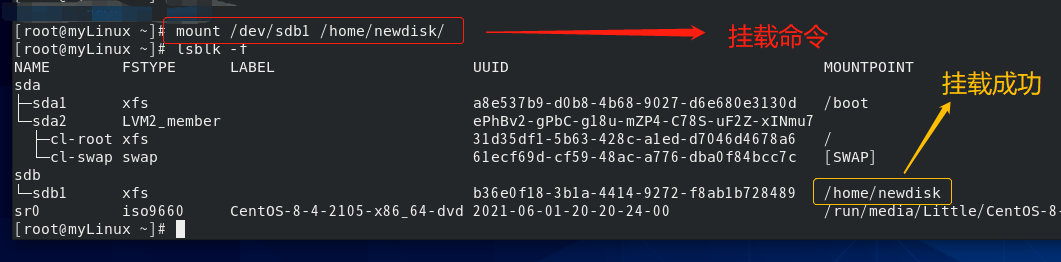 [root@myLinux ~]# mount /dev/sdb1 /home/newdisk/ 挂载命令
[root@myLinux ~]# lsblk -f
NAME FSTYPE LABEL UUID MOUNTPOINT
挂载成功
sda
├─sda1 xfs a8e537b9-d0b8-4b68-9027-d6e680e3130d /boot
└─sda2 LVM2_member ePhBv2-gPbC-g18u-mZP4-C78S-uF2Z-xINmu7
├─cl-root xfs 31d35df1-5b63-428c-a1ed-d7046d4678a6 /
└─cl-swap swap 61ecf69d-cf59-48ac-a776-dba0f84bcc7c [SWAP]
sdb
└─sdb1 xfs b36e0f18-3b1a-4414-9272-f8ab1b728489 /home/newdisk
sr0 iso9660 CentOS-8-4-2105-x86_64-dvd 2021-06-01-20-20-24-00 /run/media/Little/CentOS-8-
[root@myLinux ~]#